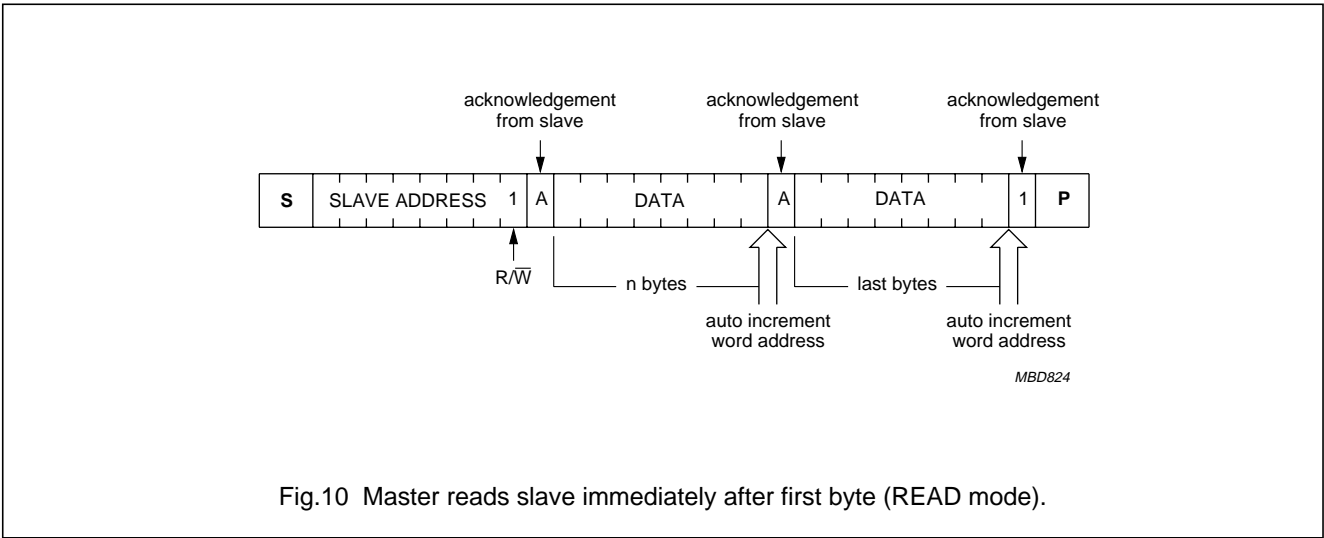 acknowledgement acknowledgement acknowledgement
from slave from slave from slave
S SLAVE ADDRESS 1 A DATA A DATA 1 P
R/W̅ n bytes last bytes
auto increment auto increment
word address word address
MBD824
Fig.10 Master reads slave immediately after first byte (READ mode).